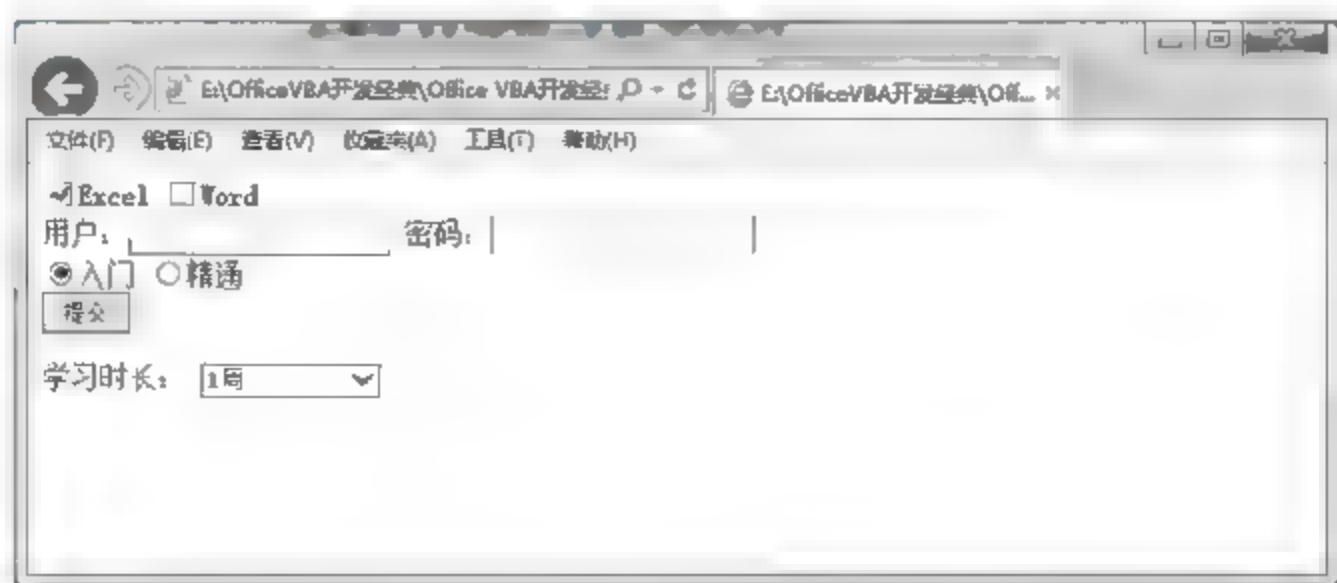 E:\OfficeVBA开发经典\Office VBA开发经 E:\OfficeVBA开发经典\Off...
文件(F) 编辑(E) 查看(V) 收藏夹(A) 工具(T) 帮助(H)
Excel Word
用户: 密码:
入门 精通
提交
学习时长: 1周